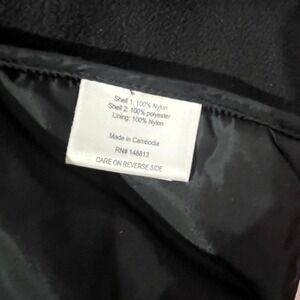 Shell 1: 100% Nylon
Shell 2: 100% polyester
Lining: 100% Nylon
Made in Cambodia
RN# 148813
CARE ON REVERSE SIDE